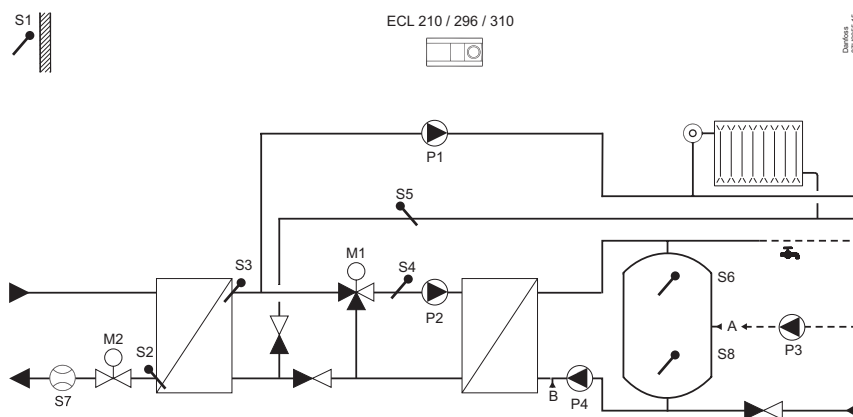 S1
ECL 210 / 296 / 310
Danfoss
P1
S5
S3
M1
S4
S6
P2
A
P3
M2
S2
S8
S7
B
P4